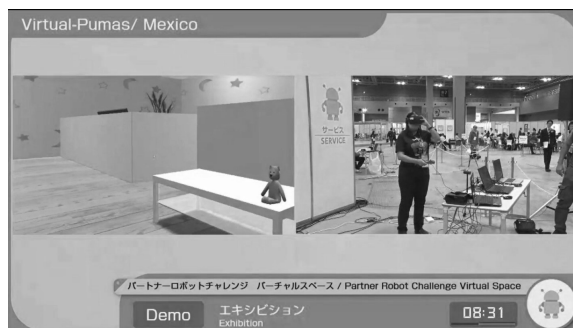 Virtual-Pumas/ Mexico
サービス
SERVICE
パートナーロボットチャレンジ バーチャルスペース / Partner Robot Challenge Virtual Space
Demo
エキシビション
Exhibition
08:31